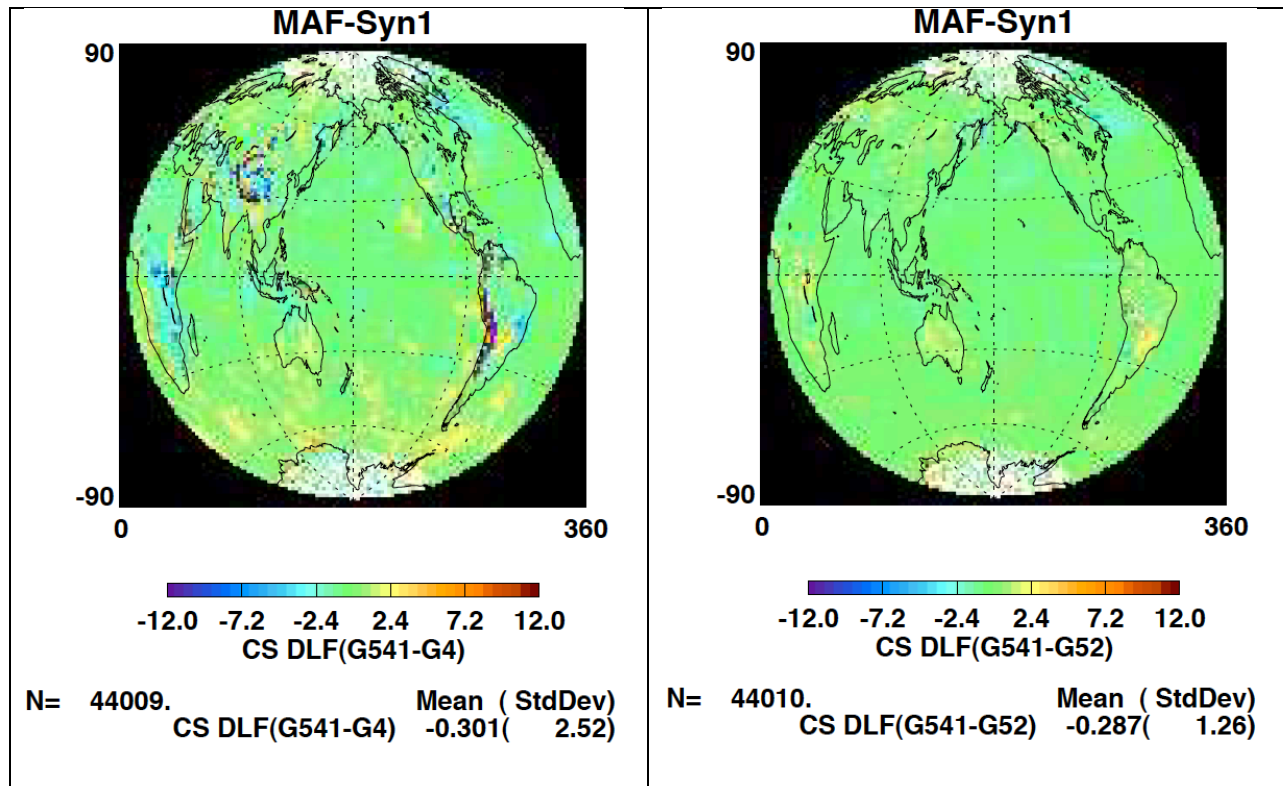 MAF-Syn1
90
-90
0 360
-12.0 -7.2 -2.4 2.4 7.2 12.0
CS DLF(G541-G4)
N= 44009. Mean ( StdDev)
CS DLF(G541-G4) -0.301( 2.52)
MAF-Syn1
90
-90
0 360
-12.0 -7.2 -2.4 2.4 7.2 12.0
CS DLF(G541-G52)
N= 44010. Mean ( StdDev)
CS DLF(G541-G52) -0.287( 1.26)